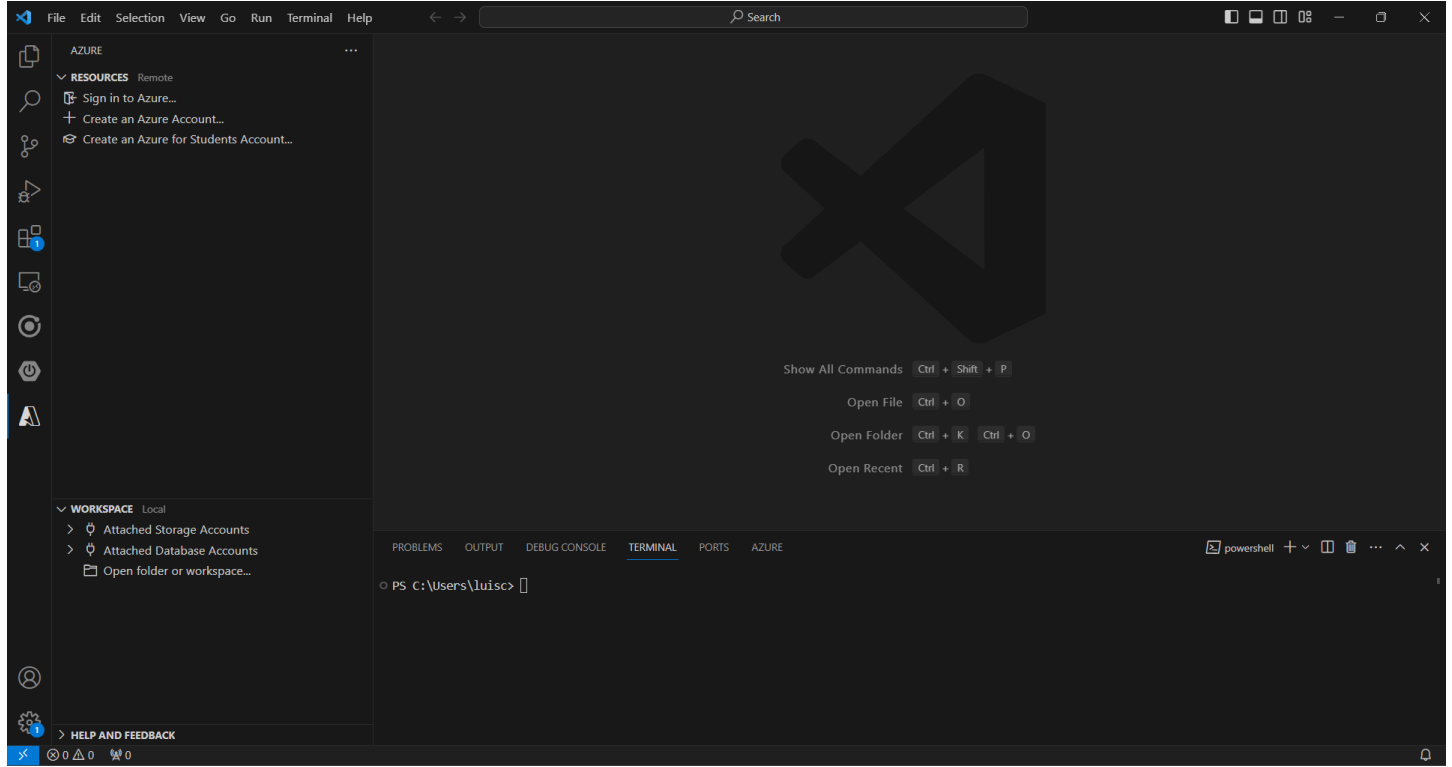 File Edit Selection View Go Run Terminal Help Search
AZURE
RESOURCES Remote
Sign in to Azure...
Create an Azure Account...
Create an Azure for Students Account...
1
Show All Commands Ctrl + Shift + P
Open File Ctrl + O
Open Folder Ctrl + K Ctrl + O
Open Recent Ctrl + R
WORKSPACE Local
Attached Storage Accounts
Attached Database Accounts
Open folder or workspace...
PROBLEMS OUTPUT DEBUG CONSOLE TERMINAL PORTS AZURE powershell
PS C:\Users\luisc>
1
HELP AND FEEDBACK
0 0 0